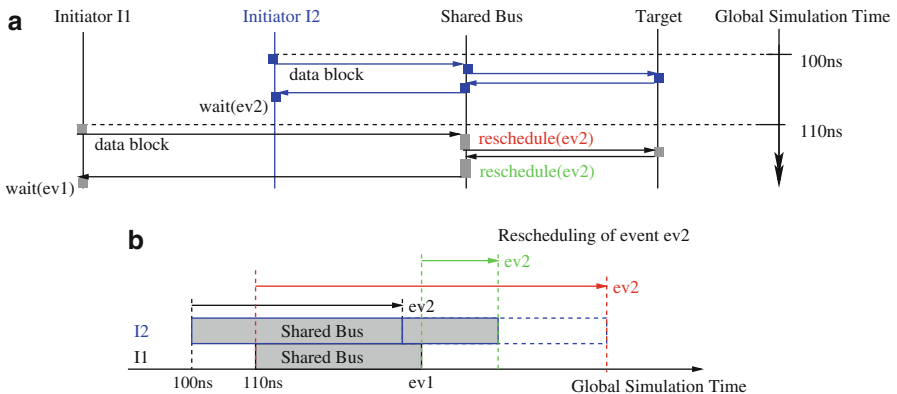 a
Initiator I1
Initiator I2
Shared Bus
Target
Global Simulation Time
100ns
data block
wait(ev2)
110ns
data block
reschedule(ev2)
reschedule(ev2)
wait(ev1)
b
Rescheduling of event ev2
ev2
ev2
ev2
I2
Shared Bus
I1
Shared Bus
100ns
110ns
ev1
Global Simulation Time